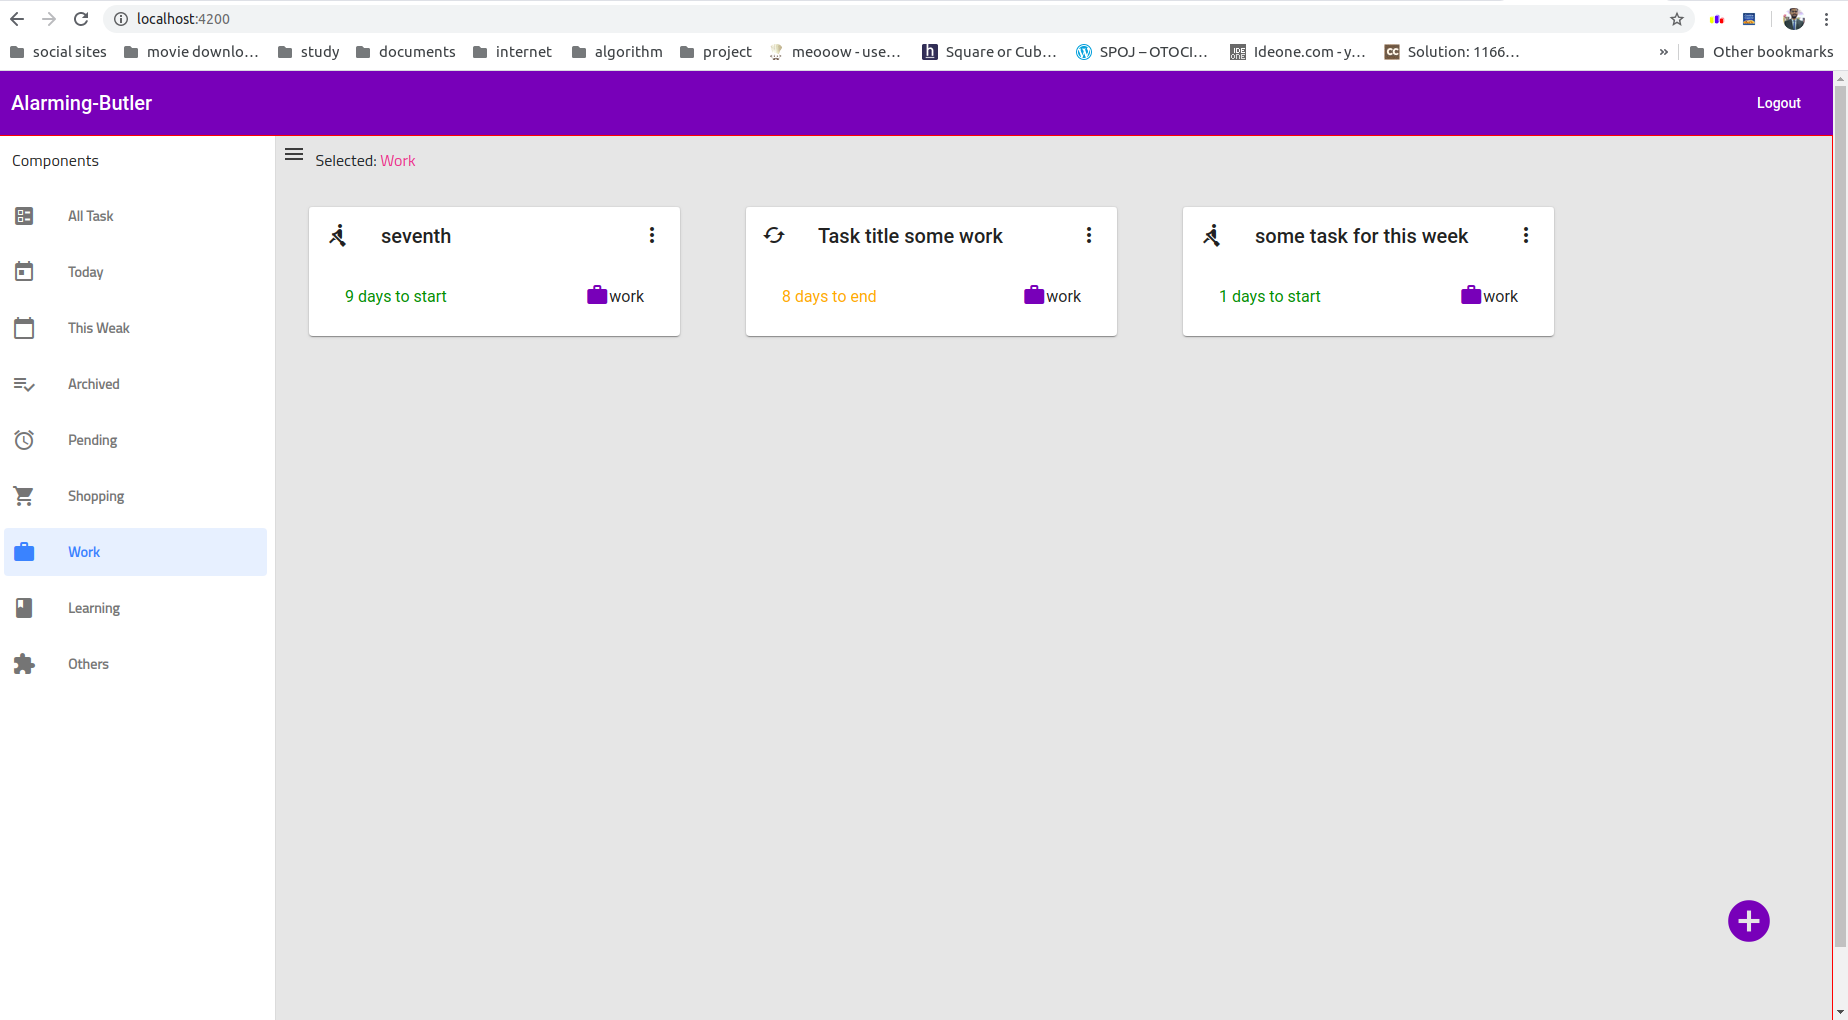 localhost:4200
social sites movie downlo... study documents internet algorithm project meooow - use... h Square or Cub... SPOJ – OTOCI... IDE ONE Ideone.com - y... CC Solution: 1166... » Other bookmarks
Alarming-Butler Logout
Components
Selected: Work
All Task
Today
This Weak
Archived
Pending
Shopping
Work
Learning
Others
seventh
9 days to start work
Task title some work
8 days to end work
some task for this week
1 days to start work